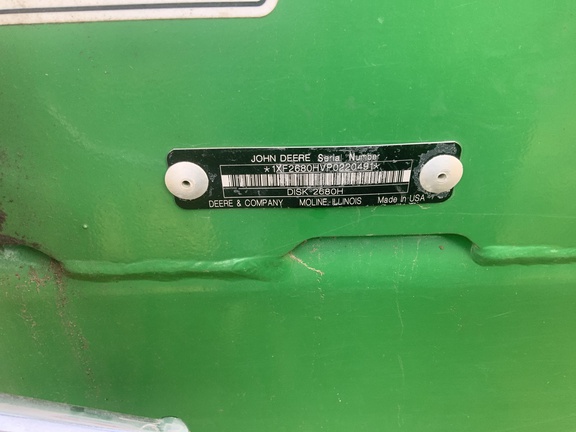 JOHN DEERE Serial Number
*1XF2680HVP0220491*
DISK 2680H
DEERE & COMPANY MOLINE, ILLINOIS Made in USA